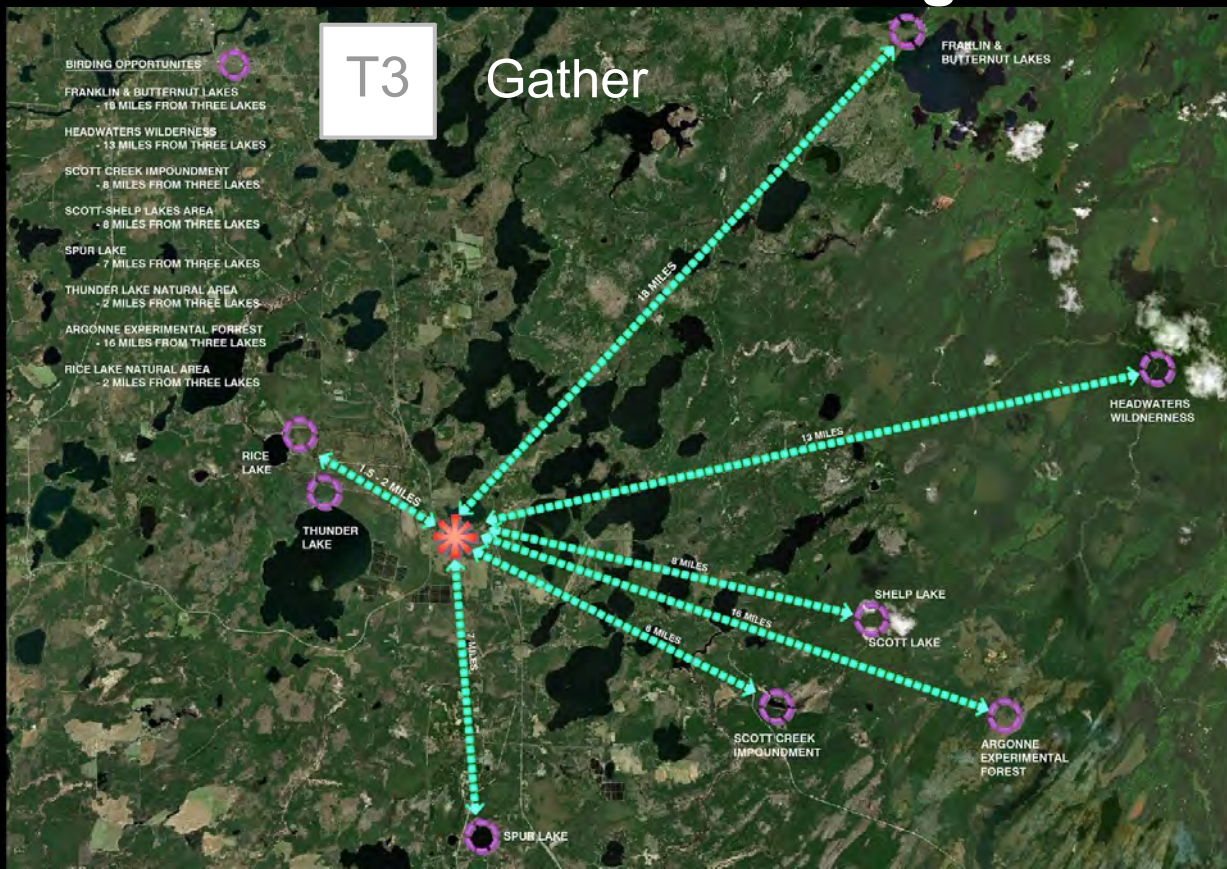 T3 Gather
BIRDING OPPORTUNITES
FRANKLIN & BUTTERNUT LAKES
- 18 MILES FROM THREE LAKES
HEADWATERS WILDERNESS
- 13 MILES FROM THREE LAKES
SCOTT CREEK IMPOUNDMENT
- 8 MILES FROM THREE LAKES
SCOTT-SHELP LAKES AREA
- 8 MILES FROM THREE LAKES
SPUR LAKE
- 7 MILES FROM THREE LAKES
THUNDER LAKE NATURAL AREA
- 2 MILES FROM THREE LAKES
ARGONNE EXPERIMENTAL FORREST
- 16 MILES FROM THREE LAKES
RICE LAKE NATURAL AREA
- 2 MILES FROM THREE LAKES
FRANLIN &
BUTTERNUT LAKES
18 MILES
HEADWATERS
WILDNERNESS
13 MILES
RICE
LAKE
1.5 - 2 MILES
THUNDER
LAKE
8 MILES
SHELP LAKE
SCOTT LAKE
16 MILES
8 MILES
7 MILES
SCOTT CREEK
IMPOUNDMENT
ARGONNE
EXPERIMENTAL
FOREST
SPUR LAKE